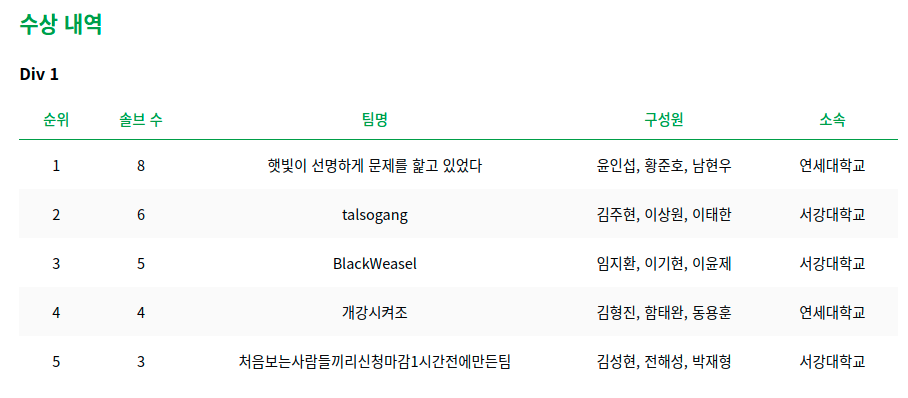 수상 내역
Div 1
순위 솔브 수 팀명 구성원 소속
1 8 햇빛이 선명하게 문제를 핥고 있었다 윤인섭, 황준호, 남현우 연세대학교
2 6 talsogang 김주현, 이상원, 이태한 서강대학교
3 5 BlackWeasel 임지환, 이기현, 이윤제 서강대학교
4 4 개강시켜조 김형진, 함태완, 동용훈 연세대학교
5 3 처음보는사람들끼리신청마감1시간전에만든팀 김성현, 전해성, 박재형 서강대학교